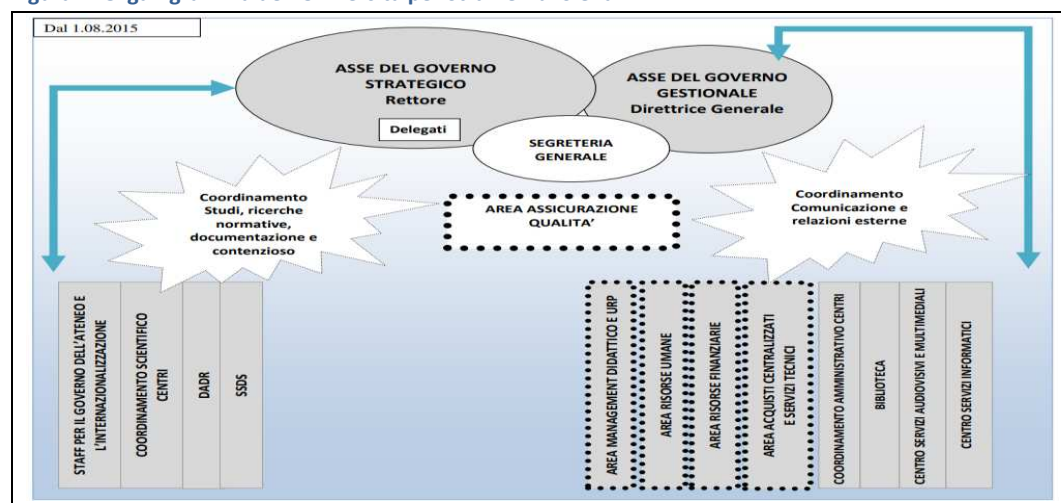 Dal 1.08.2015
ASSE DEL GOVERNO
STRATEGICO
Rettore
Delegati
ASSE DEL GOVERNO
GESTIONALE
Direttrice Generale
SEGRETERIA
GENERALE
Coordinamento
Studi, ricerche
normative,
documentazione e
contenzioso
AREA ASSICURAZIONE
QUALITA’
Coordinamento
Comunicazione e
relazioni esterne
STAFF PER IL GOVERNO DELL'ATENEO E
L'INTERNAZIONALIZZAZIONE
COORDINAMENTO SCIENTIFICO
CENTRI
DADR
SSDS
AREA MANAGEMENT DIDATTICO E URP
AREA RISORSE UMANE
AREA RISORSE FINANZIARIE
AREA ACQUISTI CENTRALIZZATI
E SERVIZI TECNICI
COORDINAMENTO AMMINISTRATIVO CENTRI
BIBLIOTECA
CENTRO SERVIZI AUDIOVISIVI E MULTIMEDIALI
CENTRO SERVIZI INFORMATICI